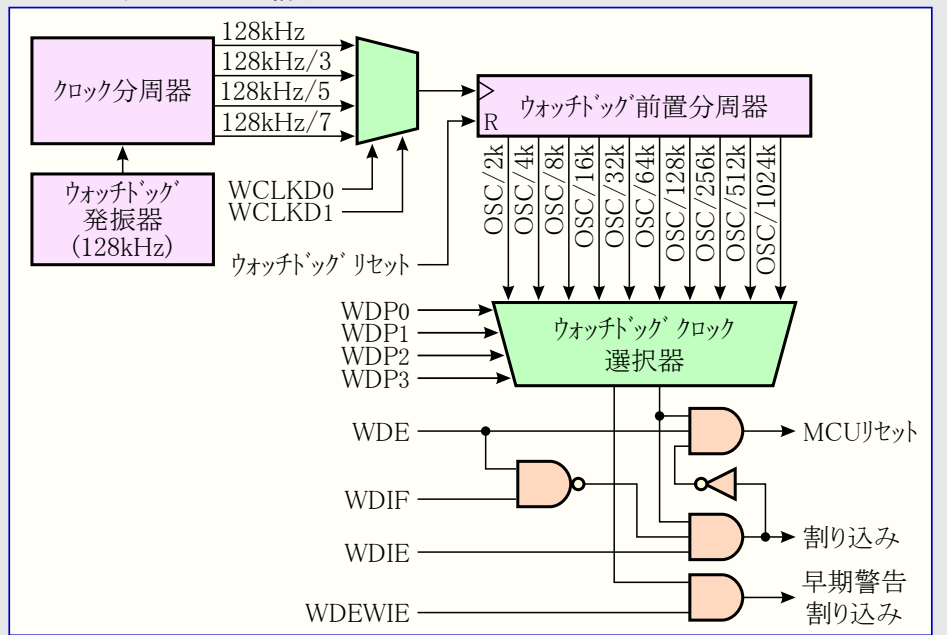 128kHz
128kHz/3
128kHz/5
128kHz/7
クロック分周器
ウォッチドッグ
発振器
(128kHz)
WCLKD0
WCLKD1
ウォッチドッグ リセット
ウォッチドッグ前置分周器
R
OSC/2k
OSC/4k
OSC/8k
OSC/16k
OSC/32k
OSC/64k
OSC/128k
OSC/256k
OSC/512k
OSC/1024k
WDP0
WDP1
WDP2
WDP3
ウォッチドッグ クロック
選択器
WDE
MCUリセット
WDIF
WDIE
割り込み
WDEWIE
早期警告
割り込み